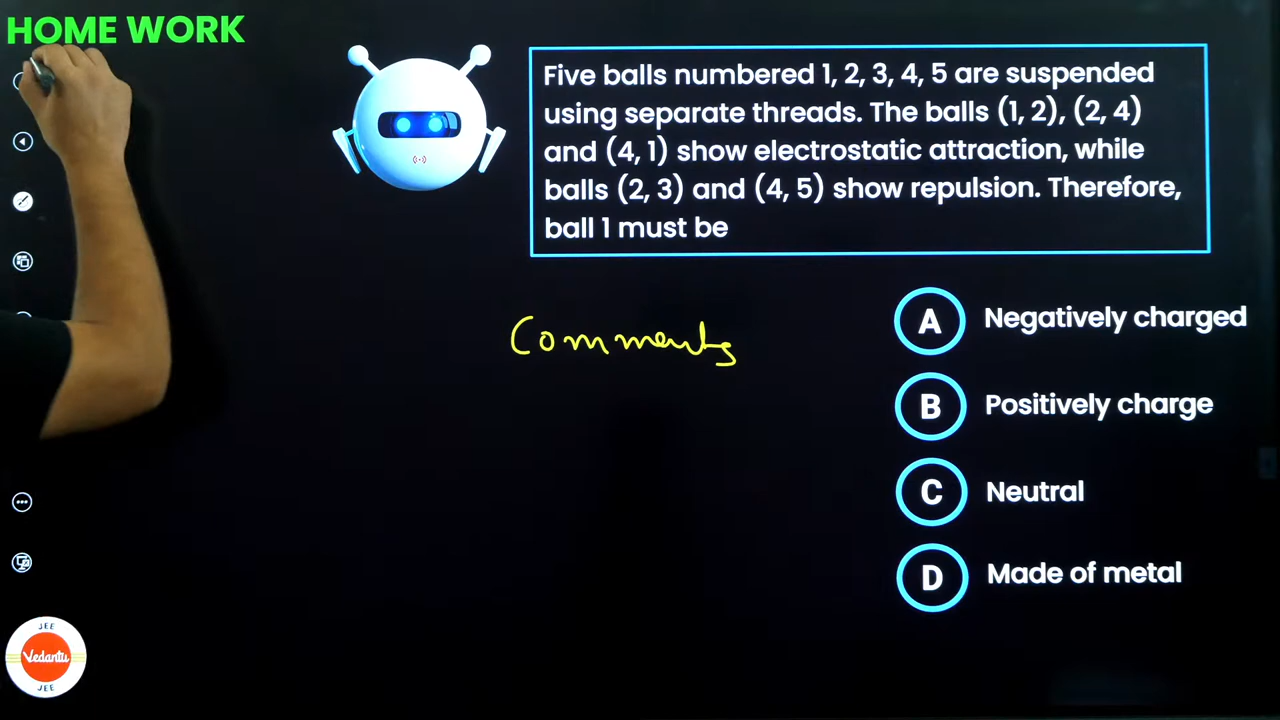 HOME WORK
Five balls numbered 1, 2, 3, 4, 5 are suspended
using separate threads. The balls (1, 2), (2, 4)
and (4, 1) show electrostatic attraction, while
balls (2, 3) and (4, 5) show repulsion. Therefore,
ball 1 must be
Comments
A Negatively charged
B Positively charge
C Neutral
D Made of metal
JEE
Vedantu
JEE